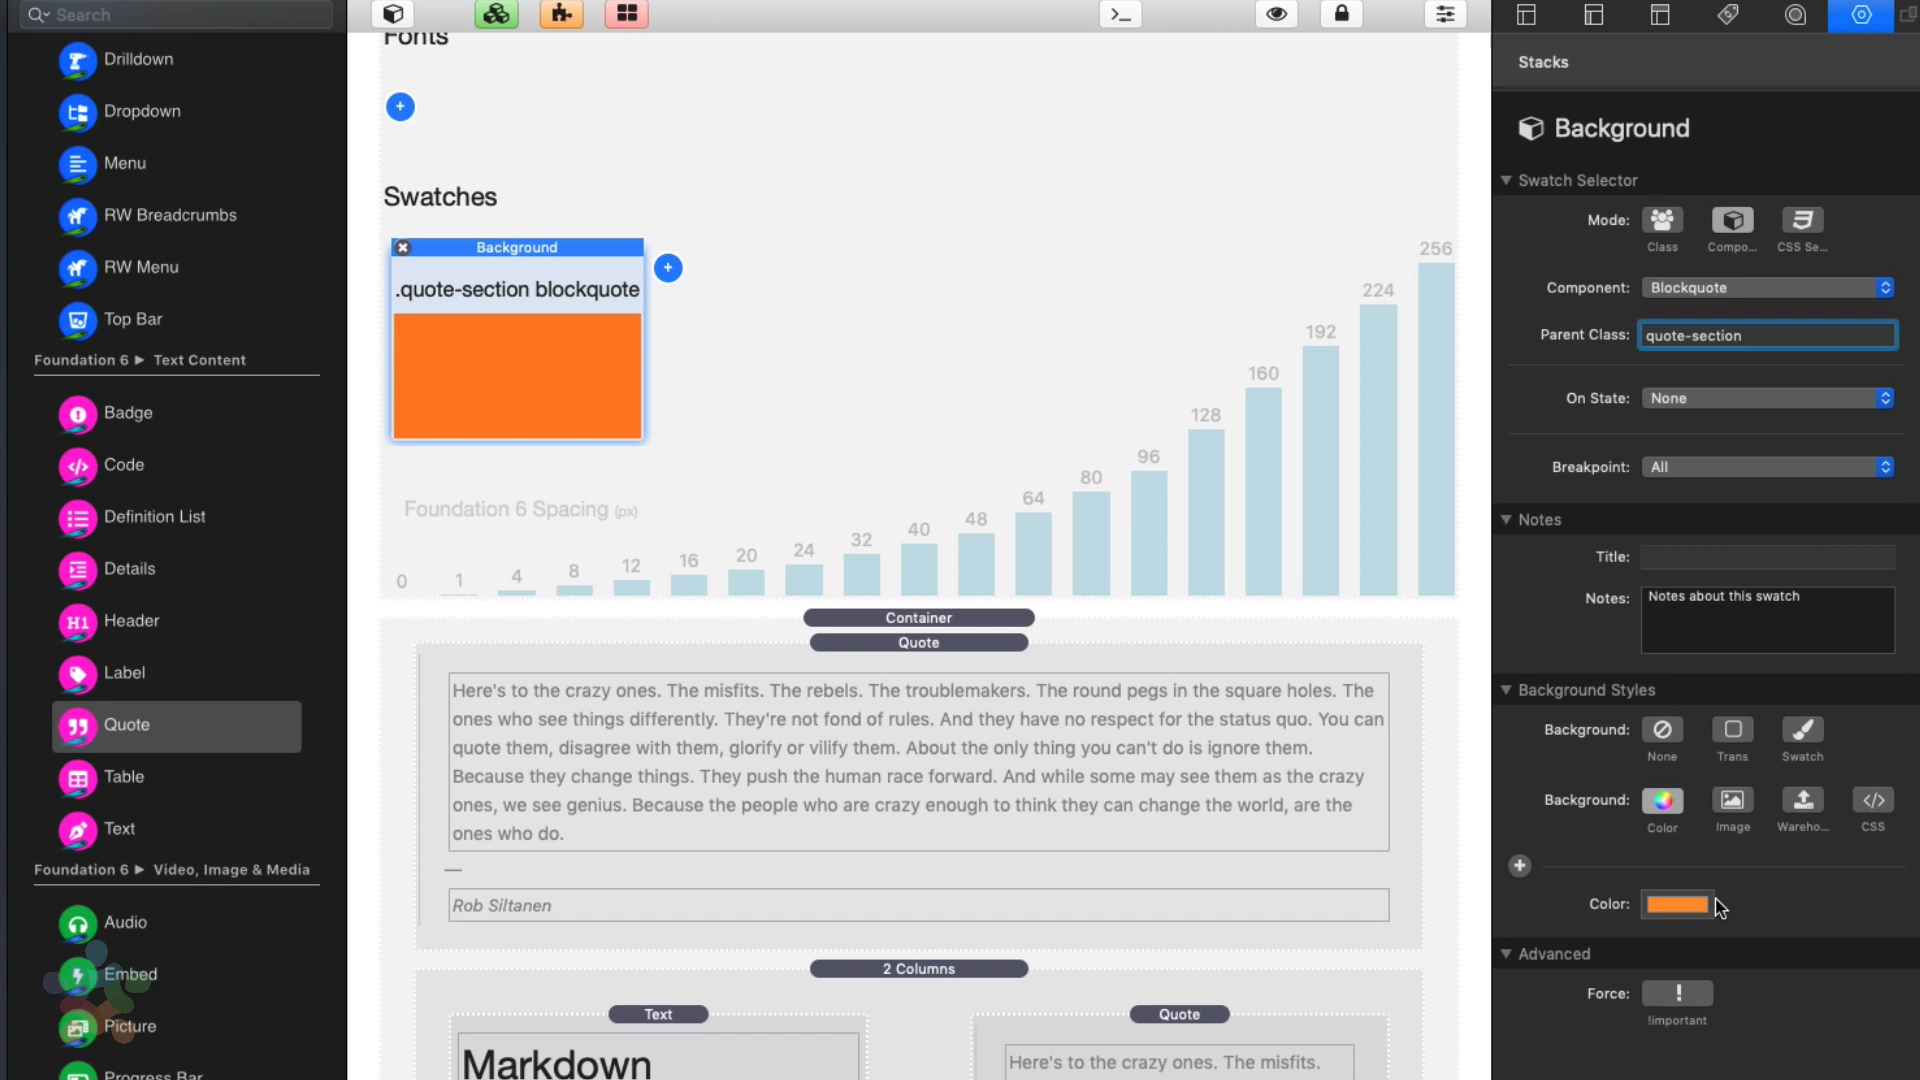 Search
Drilldown
Dropdown
Menu
RW Breadcrumbs
RW Menu
Top Bar
Foundation 6 ▶ Text Content
Badge
Code
Definition List
Details
H1 Header
Label
Quote
Table
Text
Foundation 6 ▶ Video, Image & Media
Audio
Embed
Picture
Progress Bar
Fonts
Swatches
Background
.quote-section blockquote
Foundation 6 Spacing (px)
0
1
4
8
12
16
20
24
32
40
48
64
80
96
128
160
192
224
256
Container
Quote
Here's to the crazy ones. The misfits. The rebels. The troublemakers. The round pegs in the square holes. The
ones who see things differently. They're not fond of rules. And they have no respect for the status quo. You can
quote them, disagree with them, glorify or vilify them. About the only thing you can't do is ignore them.
Because they change things. They push the human race forward. And while some may see them as the crazy
ones, we see genius. Because the people who are crazy enough to think they can change the world, are the
ones who do.
—
Rob Siltanen
2 Columns
Text
Markdown
Quote
Here's to the crazy ones. The misfits.
Stacks
Background
Swatch Selector
Mode:
Class
Compo...
CSS Se...
Component: Blockquote
Parent Class: quote-section
On State: None
Breakpoint: All
Notes
Title:
Notes: Notes about this swatch
Background Styles
Background:
None
Trans
Swatch
Background:
Color
Image
Wareho...
CSS
Color:
Advanced
Force: !
!important